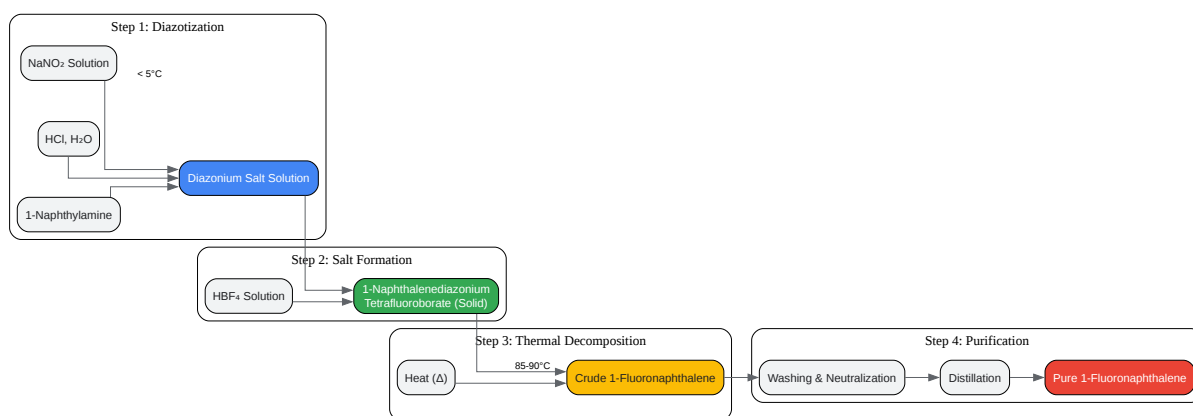 Step 1: Diazotization
NaNO₂ Solution
< 5°C
HCl, H₂O
Diazonium Salt Solution
1-Naphthylamine
Step 2: Salt Formation
HBF₄ Solution
1-Naphthalenediazonium
Tetrafluoroborate (Solid)
Step 3: Thermal Decomposition
85-90°C
Heat (Δ)
Crude 1-Fluoronaphthalene
Step 4: Purification
Washing & Neutralization
Distillation
Pure 1-Fluoronaphthalene